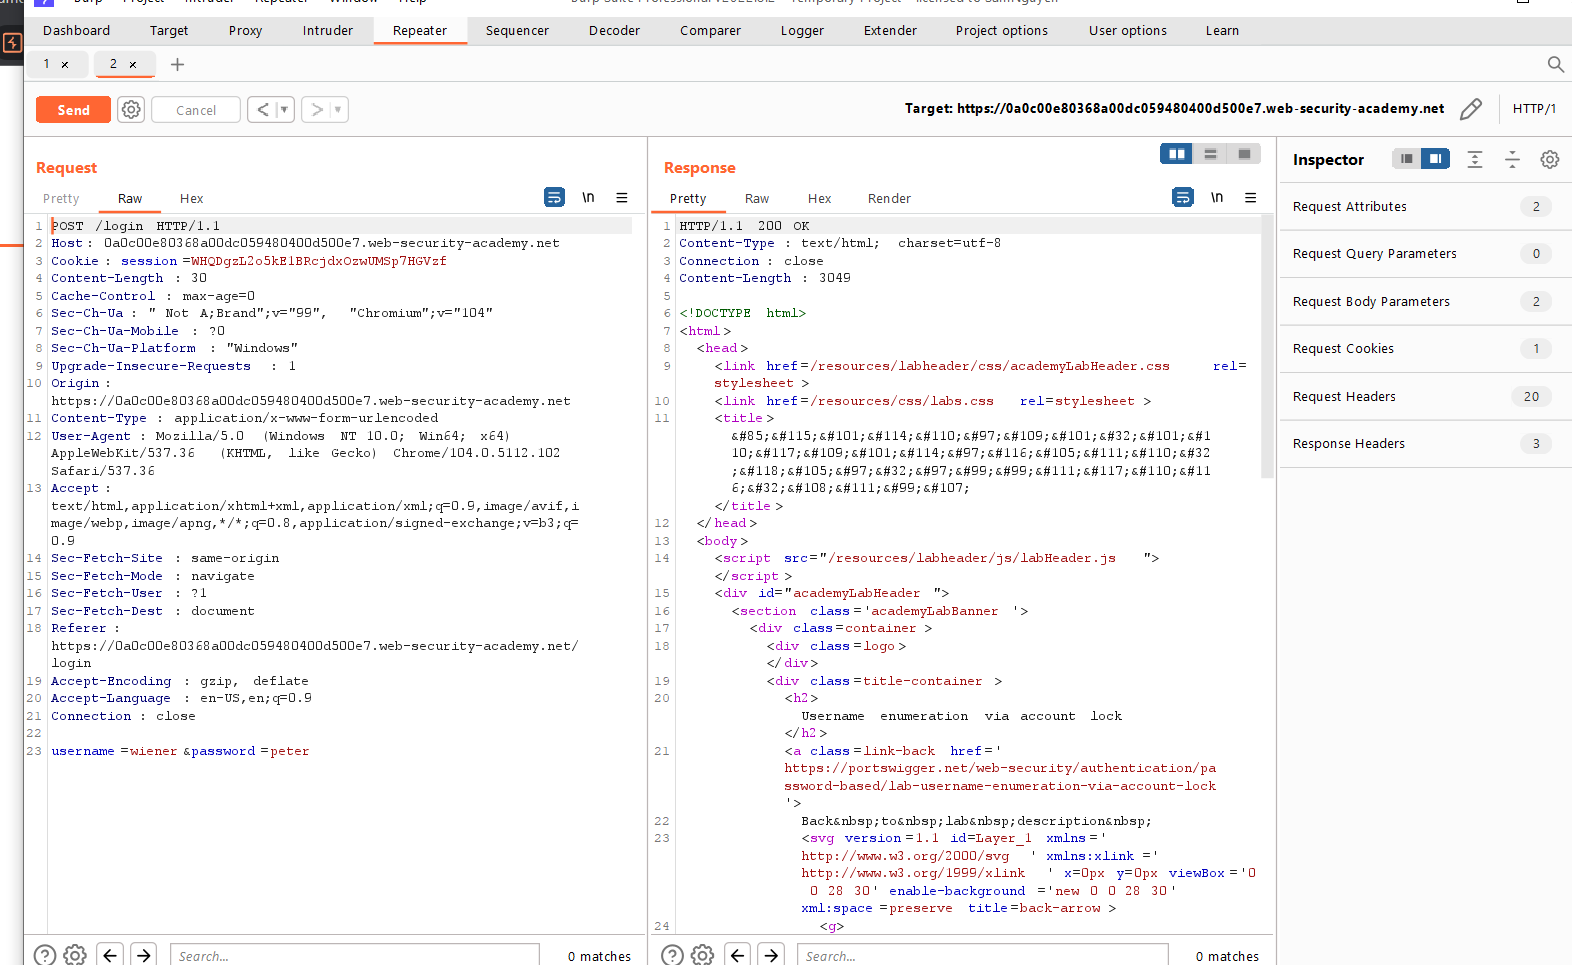 Burp Project Intruder Repeater Window Help
Dashboard Target Proxy Intruder Repeater Sequencer Decoder Comparer Logger Extender Project options User options Learn
1 × 2 × +
Send Cancel < ▼ > ▼ Target: https://0a0c00e80368a00dc059480400d500e7.web-security-academy.net HTTP/1
Request
Pretty Raw Hex \n
1 POST /login HTTP/1.1
2 Host: 0a0c00e80368a00dc059480400d500e7.web-security-academy.net
3 Cookie: session=WHQDgzL2o5kE1BRcjdxOzwUMSp7HGVzf
4 Content-Length: 30
5 Cache-Control: max-age=0
6 Sec-Ch-Ua: " Not A;Brand";v="99", "Chromium";v="104"
7 Sec-Ch-Ua-Mobile: ?0
8 Sec-Ch-Ua-Platform: "Windows"
9 Upgrade-Insecure-Requests: 1
10 Origin:
https://0a0c00e80368a00dc059480400d500e7.web-security-academy.net
11 Content-Type: application/x-www-form-urlencoded
12 User-Agent: Mozilla/5.0 (Windows NT 10.0; Win64; x64)
AppleWebKit/537.36 (KHTML, like Gecko) Chrome/104.0.5112.102
Safari/537.36
13 Accept:
text/html,application/xhtml+xml,application/xml;q=0.9,image/avif,i
mage/webp,image/apng,*/*;q=0.8,application/signed-exchange;v=b3;q=
0.9
14 Sec-Fetch-Site: same-origin
15 Sec-Fetch-Mode: navigate
16 Sec-Fetch-User: ?1
17 Sec-Fetch-Dest: document
18 Referer:
https://0a0c00e80368a00dc059480400d500e7.web-security-academy.net/
login
19 Accept-Encoding: gzip, deflate
20 Accept-Language: en-US,en;q=0.9
21 Connection: close
22
23 username=wiener&password=peter
Search... 0 matches
Response
Pretty Raw Hex Render \n
1 HTTP/1.1 200 OK
2 Content-Type: text/html; charset=utf-8
3 Connection: close
4 Content-Length: 3049
5
6 <!DOCTYPE html>
7 <html>
8 <head>
9 <link href=/resources/labheader/css/academyLabHeader.css rel=
stylesheet>
10 <link href=/resources/css/labs.css rel=stylesheet>
11 <title>
&#85;&#115;&#101;&#114;&#110;&#97;&#109;&#101;&#32;&#101;&#1
10;&#117;&#109;&#101;&#114;&#97;&#116;&#105;&#111;&#110;&#32
;&#118;&#105;&#97;&#32;&#97;&#99;&#99;&#111;&#117;&#110;&#11
6;&#32;&#108;&#111;&#99;&#107;
</title>
12 </head>
13 <body>
14 <script src="/resources/labheader/js/labHeader.js">
</script>
15 <div id="academyLabHeader">
16 <section class='academyLabBanner'>
17 <div class=container>
18 <div class=logo>
</div>
19 <div class=title-container>
20 <h2>
Username enumeration via account lock
</h2>
21 <a class=link-back href='
https://portswigger.net/web-security/authentication/pa
ssword-based/lab-username-enumeration-via-account-lock
'>
22 Back&nbsp;to&nbsp;lab&nbsp;description&nbsp;
23 <svg version=1.1 id=Layer_1 xmlns='
http://www.w3.org/2000/svg' xmlns:xlink='
http://www.w3.org/1999/xlink' x=0px y=0px viewBox='0
0 28 30' enable-background='new 0 0 28 30'
xml:space=preserve title=back-arrow>
24 <g>
Search... 0 matches
Inspector
Request Attributes 2
Request Query Parameters 0
Request Body Parameters 2
Request Cookies 1
Request Headers 20
Response Headers 3